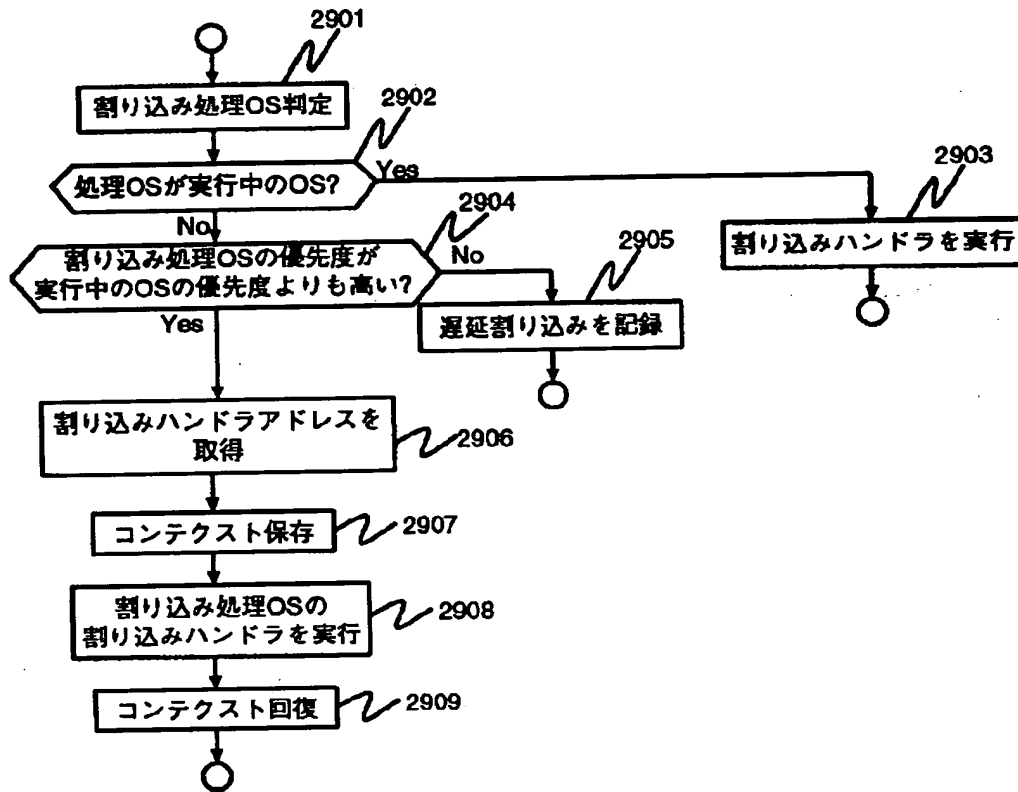 2901
割り込み処理OS判定
2902
処理OSが実行中のOS?
Yes
2903
割り込みハンドラを実行
No
2904
割り込み処理OSの優先度が
実行中のOSの優先度よりも高い?
No
2905
遅延割り込みを記録
Yes
割り込みハンドラアドレスを
取得
2906
コンテクスト保存
2907
割り込み処理OSの
割り込みハンドラを実行
2908
コンテクスト回復
2909